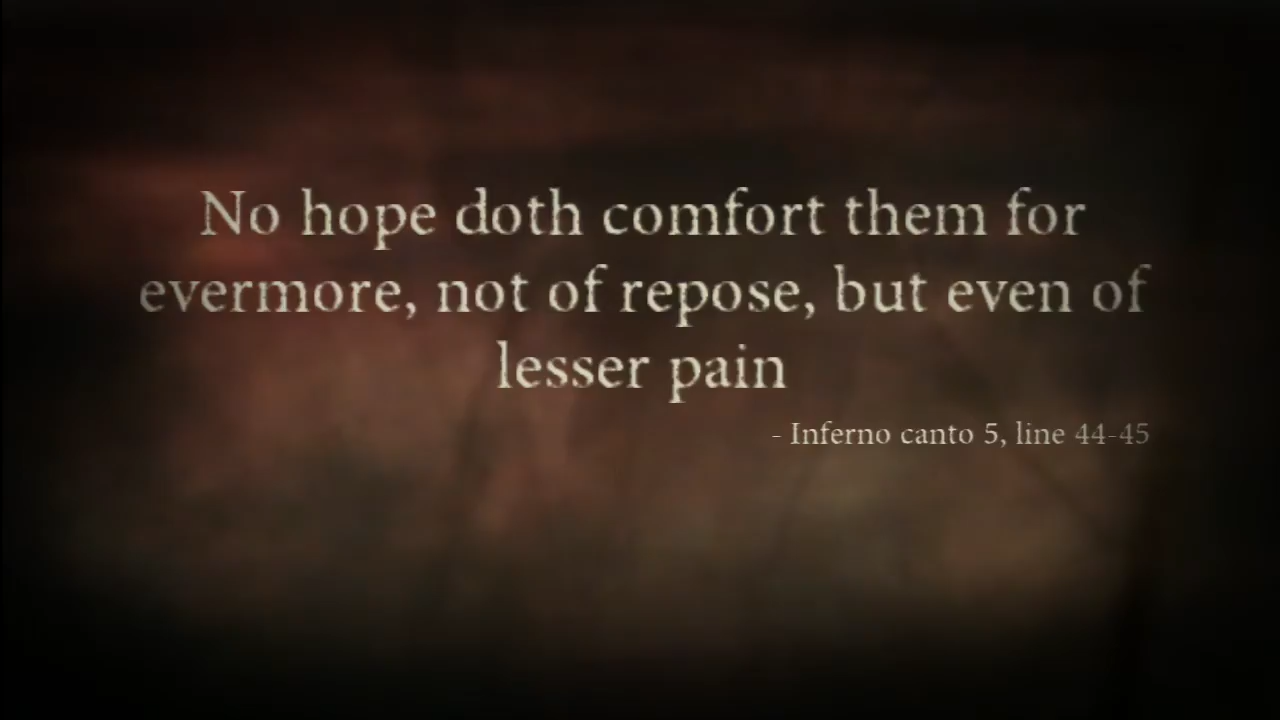 No hope doth comfort them for
evermore, not of repose, but even of
lesser pain
- Inferno canto 5, line 44-45